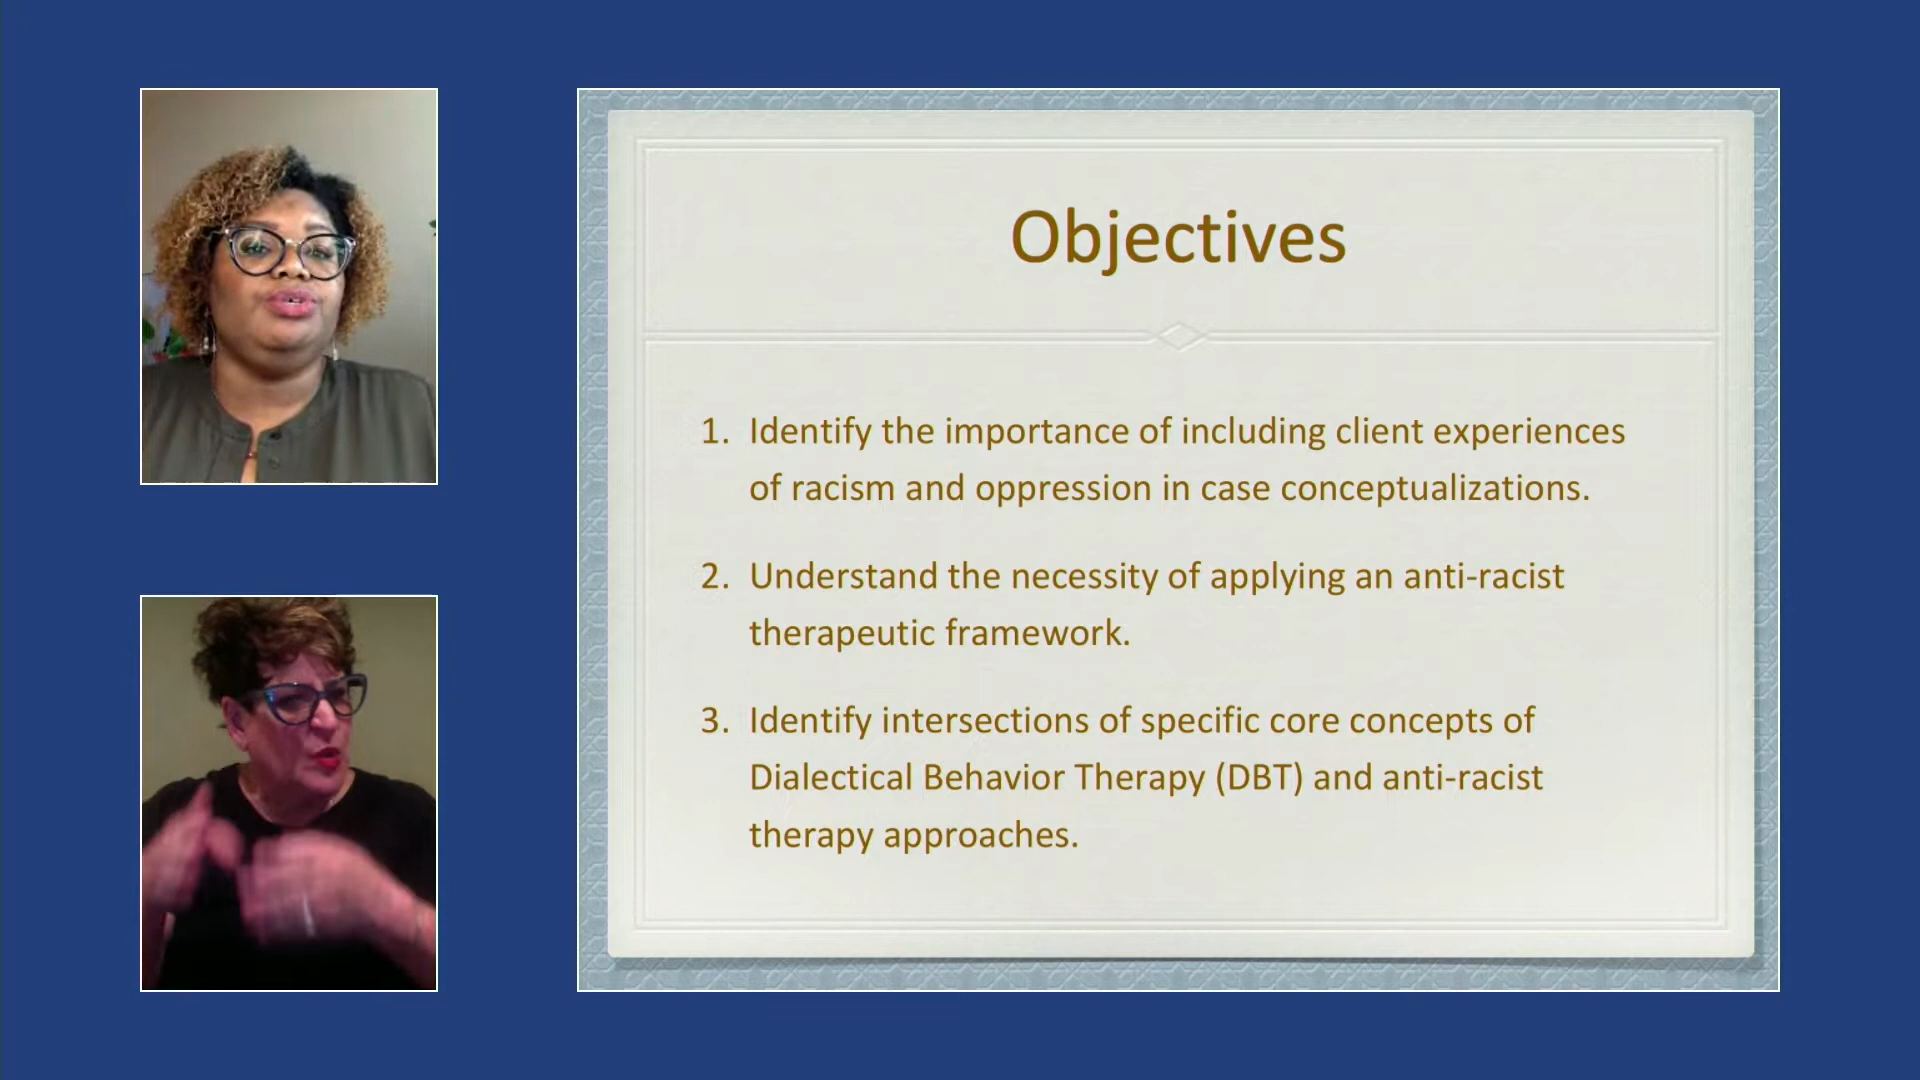 Objectives
1. Identify the importance of including client experiences
of racism and oppression in case conceptualizations.
2. Understand the necessity of applying an anti-racist
therapeutic framework.
3. Identify intersections of specific core concepts of
Dialectical Behavior Therapy (DBT) and anti-racist
therapy approaches.